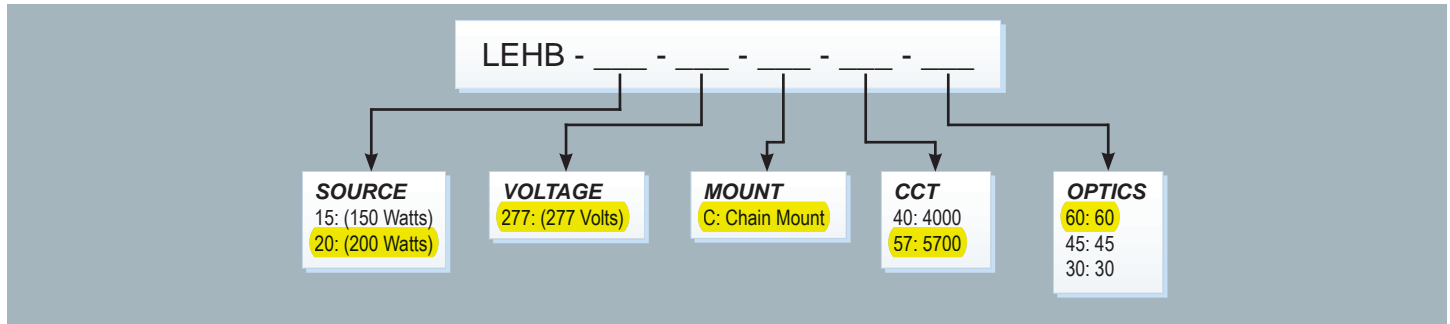 LEHB - ___ - ___ - ___ - ___ - ___
SOURCE
15: (150 Watts)
20: (200 Watts)
VOLTAGE
277: (277 Volts)
MOUNT
C: Chain Mount
CCT
40: 4000
57: 5700
OPTICS
60: 60
45: 45
30: 30